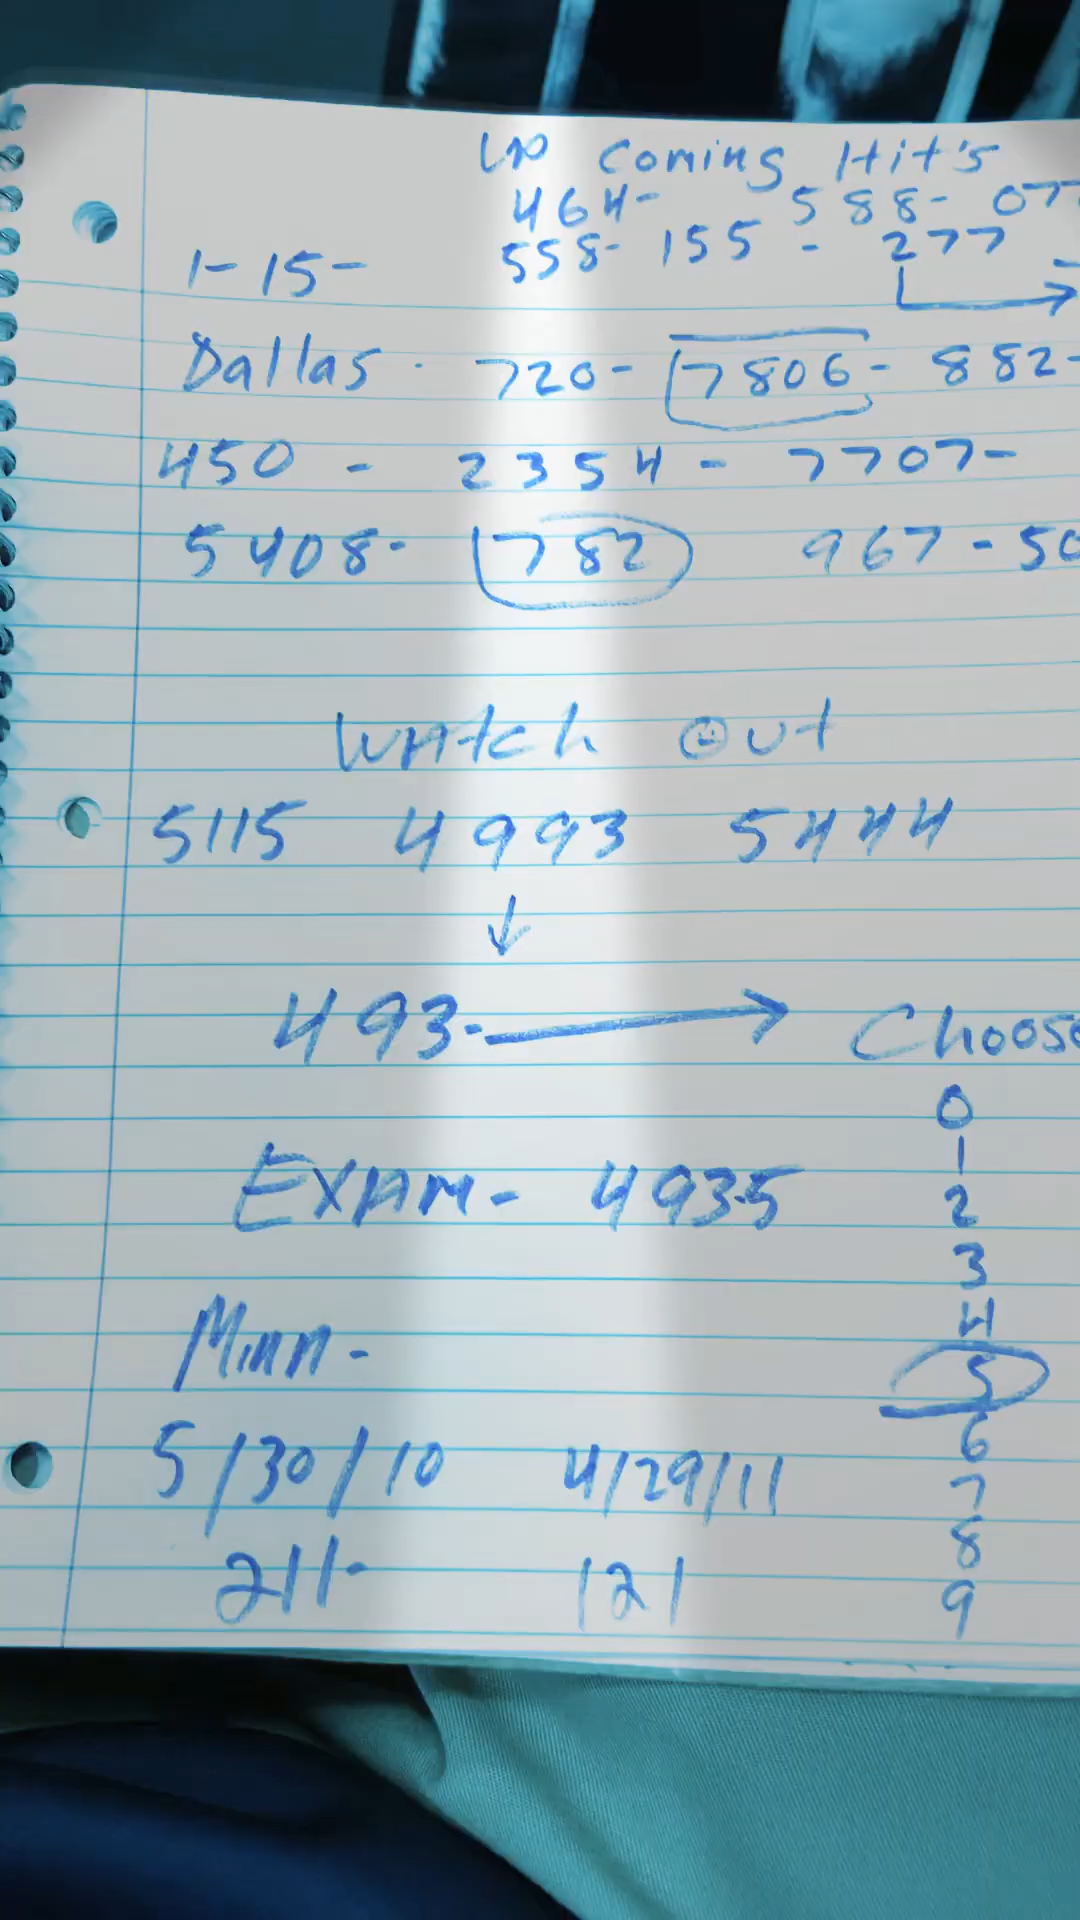 Up Coming Hit's
464- 588- 077
1-15- 558- 155 - 277
Dallas - 720- 7806- 882-
450 - 2354 - 7707-
5408- 782 967 - 50
Watch Out
5115 4993 5444
493- Choose
0
1
EXAM- 4935 2
3
4
Minn- 5
6
5/30/10 4/29/11 7
8
211- 121 9